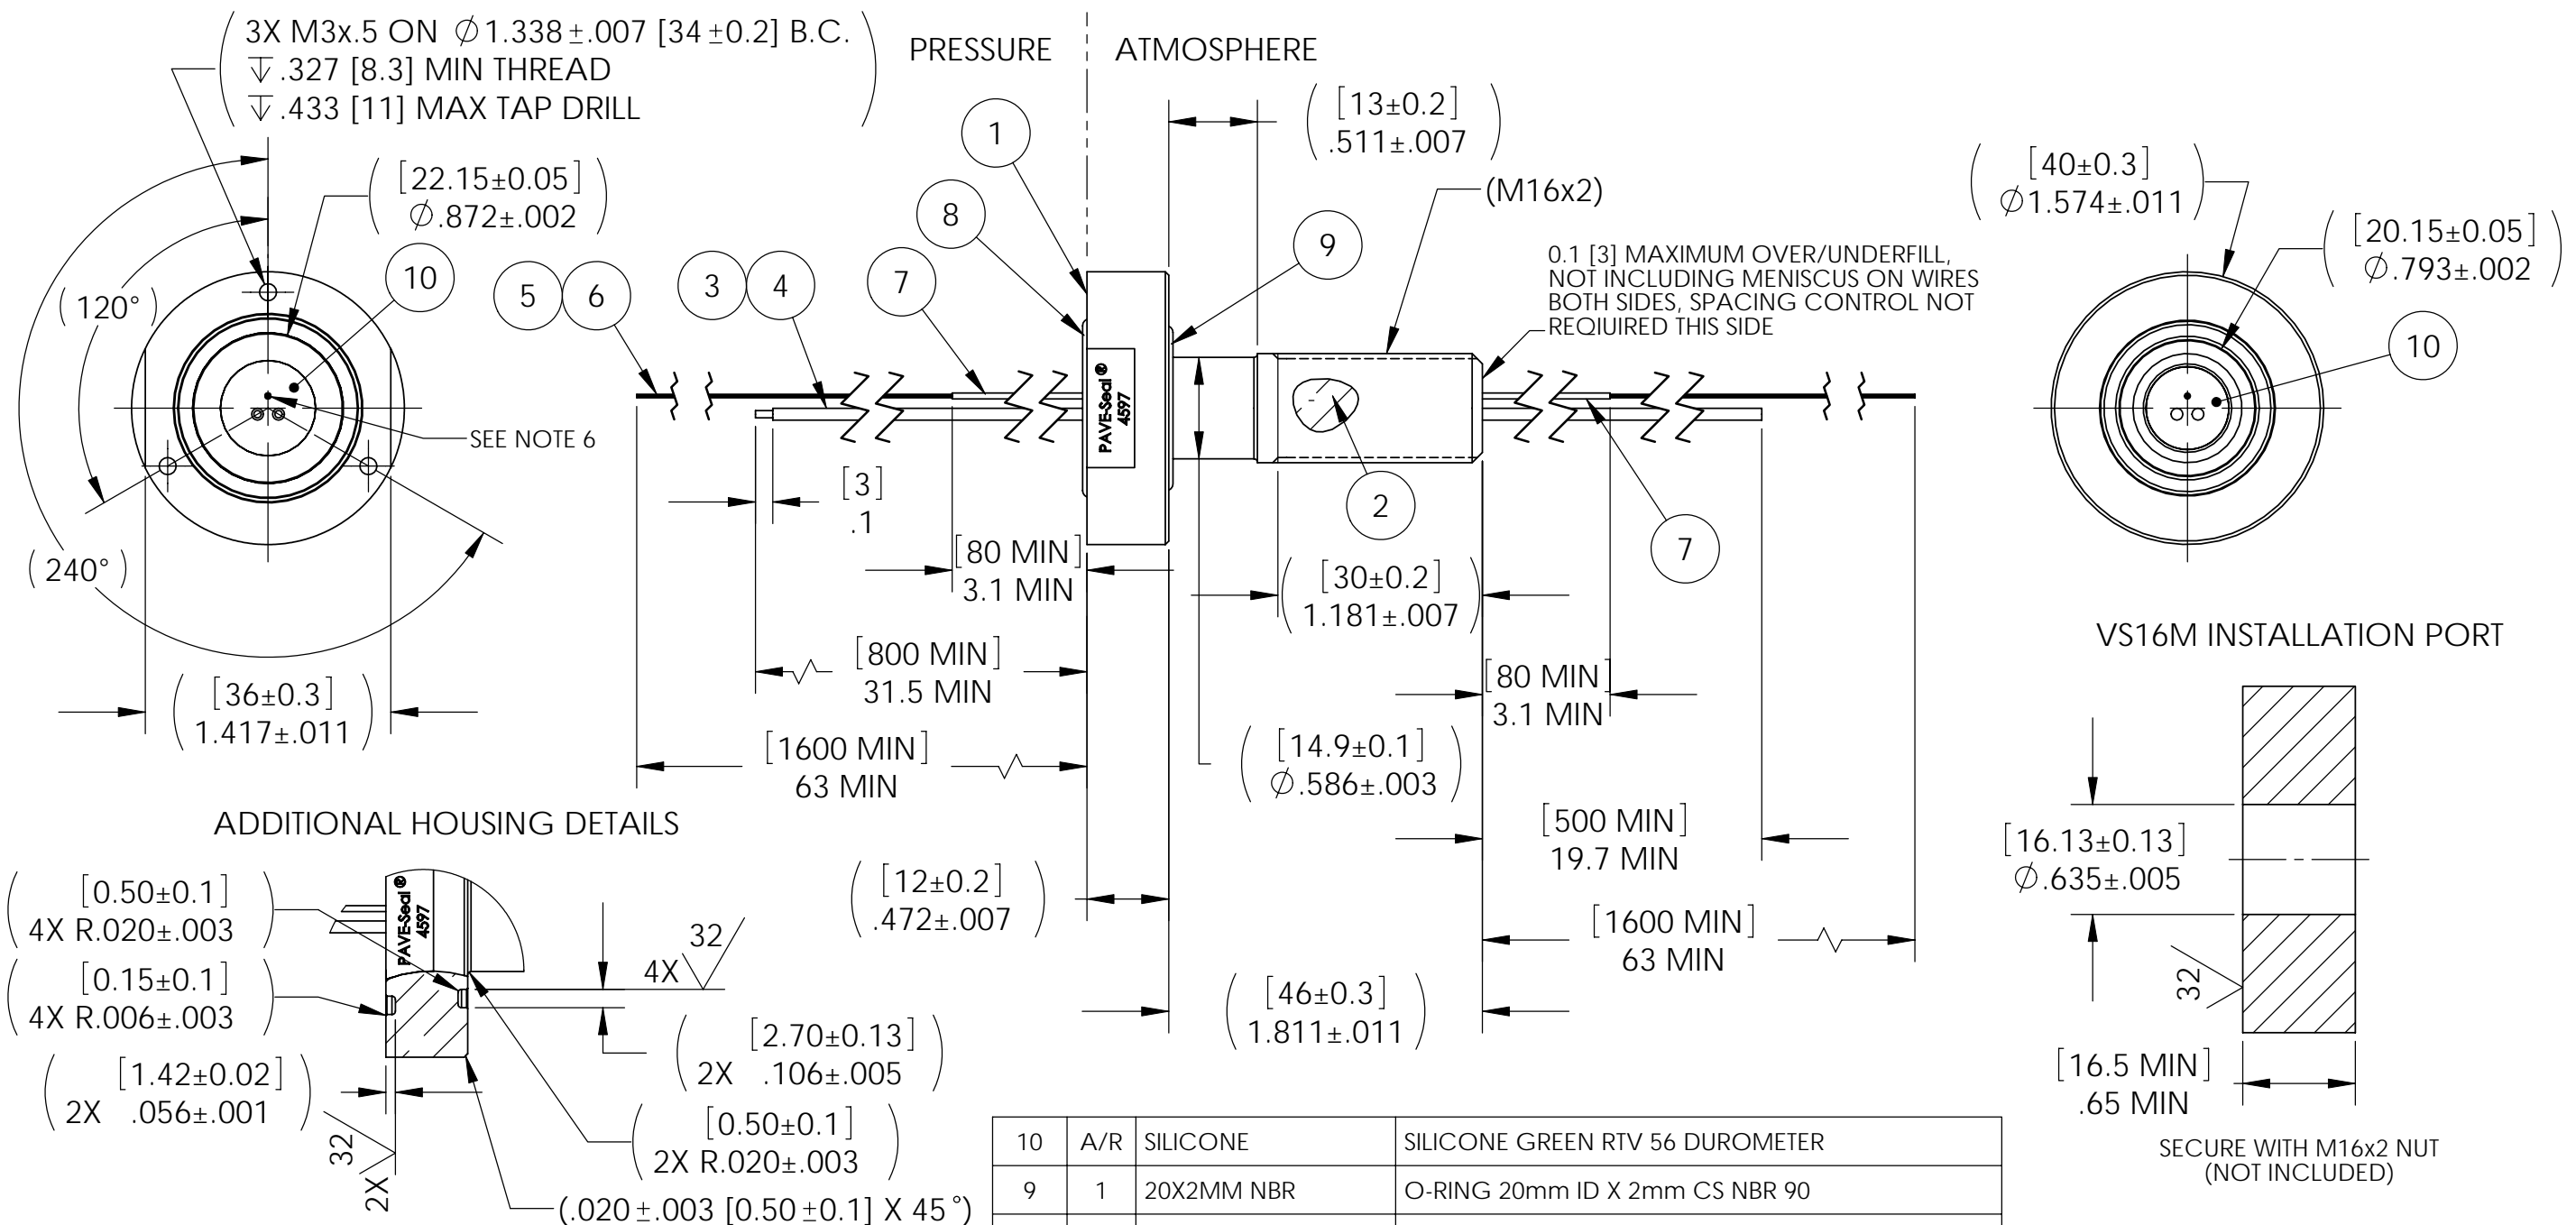 3X M3x.5 ON ∅1.338±.007 [34±0.2] B.C.
↧ .327 [8.3] MIN THREAD
↧ .433 [11] MAX TAP DRILL
PRESSURE
ATMOSPHERE
1
[13±0.2]
.511±.007
(M16x2)
[22.15±0.05]
∅.872±.002
10
(120°)
(240°)
SEE NOTE 6
[36±0.3]
1.417±.011
5
6
3
4
7
8
9
0.1 [3] MAXIMUM OVER/UNDERFILL,
NOT INCLUDING MENISCUS ON WIRES
BOTH SIDES, SPACING CONTROL NOT
REQIUIRED THIS SIDE
PAVE-Seal®
4597
2
7
[3]
.1
[80 MIN]
3.1 MIN
[800 MIN]
31.5 MIN
[1600 MIN]
63 MIN
[30±0.2]
1.181±.007
[80 MIN]
3.1 MIN
[14.9±0.1]
∅.586±.003
[500 MIN]
19.7 MIN
[12±0.2]
.472±.007
[1600 MIN]
63 MIN
[46±0.3]
1.811±.011
[40±0.3]
∅1.574±.011
[20.15±0.05]
∅.793±.002
10
VS16M INSTALLATION PORT
[16.13±0.13]
∅.635±.005
32
[16.5 MIN]
.65 MIN
SECURE WITH M16x2 NUT
(NOT INCLUDED)
ADDITIONAL HOUSING DETAILS
[0.50±0.1]
4X R.020±.003
[0.15±0.1]
4X R.006±.003
[1.42±0.02]
2X .056±.001
PAVE-Seal®
4597
4X 32
[2.70±0.13]
2X .106±.005
2X 32
[0.50±0.1]
2X R.020±.003
(.020±.003 [0.50±0.1] X 45°)
10 A/R SILICONE SILICONE GREEN RTV 56 DUROMETER
9 1 20X2MM NBR O-RING 20mm ID X 2mm CS NBR 90